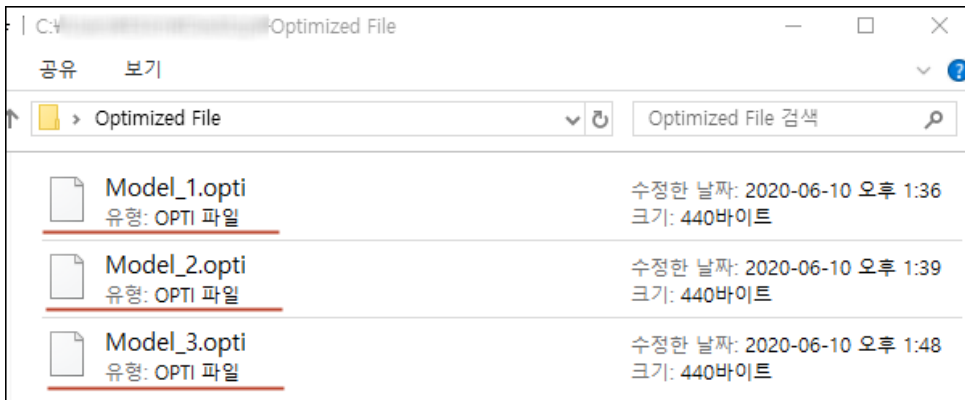 C:\ \Optimized File
공유 보기
Optimized File Optimized File 검색
Model_1.opti 수정한 날짜: 2020-06-10 오후 1:36
유형: OPTI 파일 크기: 440바이트
Model_2.opti 수정한 날짜: 2020-06-10 오후 1:39
유형: OPTI 파일 크기: 440바이트
Model_3.opti 수정한 날짜: 2020-06-10 오후 1:48
유형: OPTI 파일 크기: 440바이트